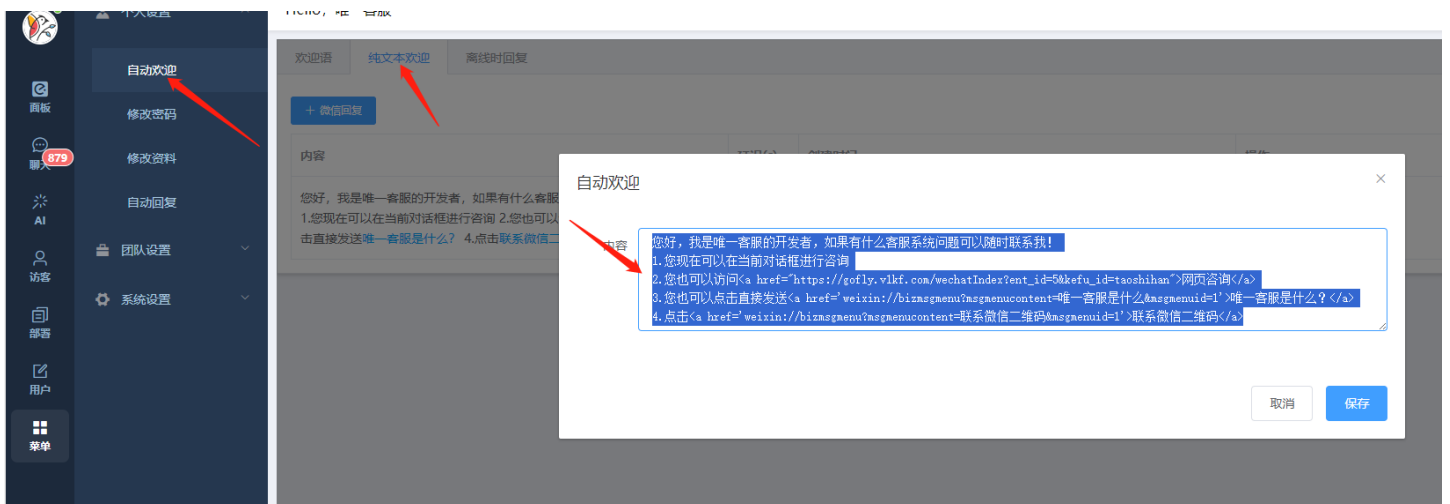 个人设置
Hello，唯一客服
欢迎语 纯文本欢迎 离线时回复
自动欢迎
面板
+ 微信回复
修改密码
聊天 879
修改资料
内容
创建时间
操作
自动欢迎 ×
AI
自动回复
您好，我是唯一客服的开发者，如果有什么客服
1.您现在可以在当前对话框进行咨询 2.您也可以
击直接发送唯一客服是什么？ 4.点击联系微信二
内容
您好，我是唯一客服的开发者，如果有什么客服系统问题可以随时联系我！
1.您现在可以在当前对话框进行咨询
2.您也可以访问<a href="https://gofly.v1kf.com/wechatIndex?ent_id=5&kefu_id=taoshihan">网页咨询</a>
3.您也可以点击直接发送<a href='weixin://bizmsgmenu?msgmenucontent=唯一客服是什么&msgmenuid=1'>唯一客服是什么？</a>
4.点击<a href='weixin://bizmsgmenu?msgmenucontent=联系微信二维码&msgmenuid=1'>联系微信二维码</a>
团队设置
访客
系统设置
部署
用户
取消 保存
菜单